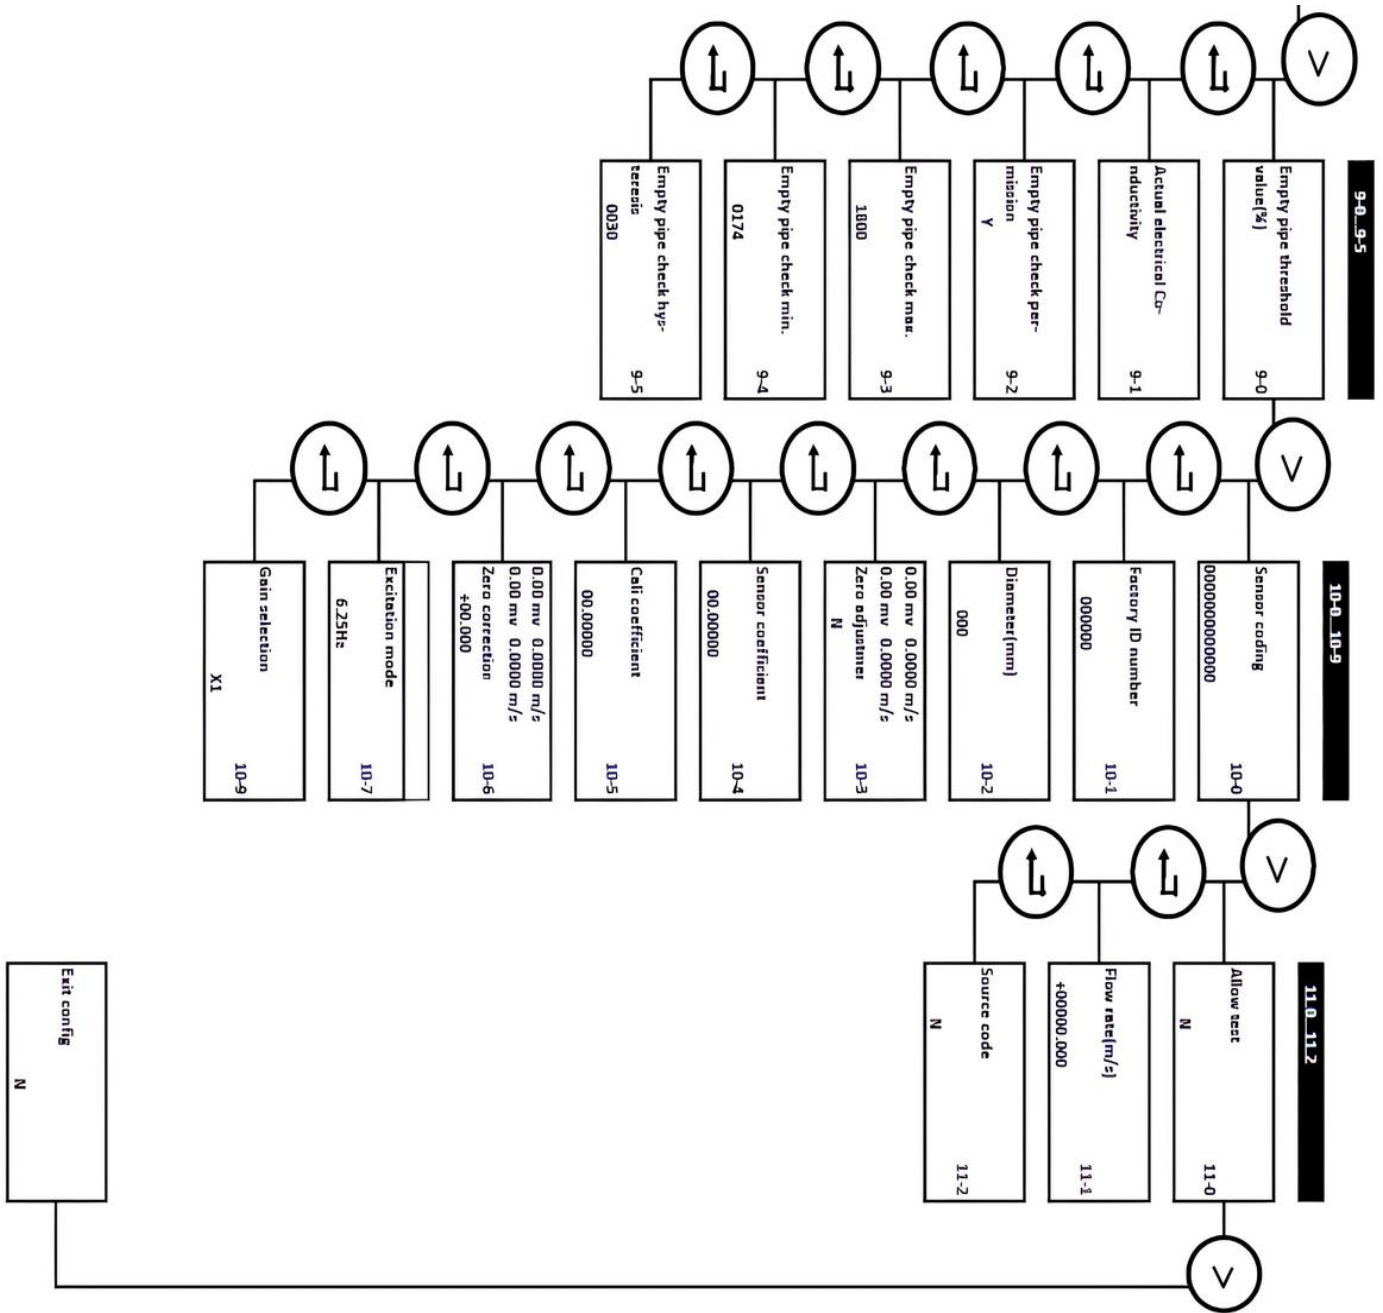 >
9-0...9-5
Empty pipe threshold
value(%)
9-0
Actual electrical Co-
nductivity
9-1
Empty pipe check per-
mission
Y
9-2
Empty pipe check max.
1800
9-3
Empty pipe check min.
0174
9-4
Empty pipe check hys-
teresis
0030
9-5
>
10-0...10-9
Sensor coding
000000000000
10-0
Factory ID number
000000
10-1
Diameter(mm)
000
10-2
0.00 mv 0.0000 m/s
0.00 mv 0.0000 m/s
Zero adjustmer
N
10-3
Sensor coefficient
00.00000
10-4
Cali coefficient
00.00000
10-5
0.00 mv 0.0000 m/s
0.00 mv 0.0000 m/s
Zero correction
+00.000
10-6
Excitation mode
6.25Hz
10-7
Gain selection
X1
10-9
>
11.0...11.2
Allow test
N
11-0
Flow rate(m/s)
+000000.000
11-1
Source code
N
11-2
>
Exit config
N